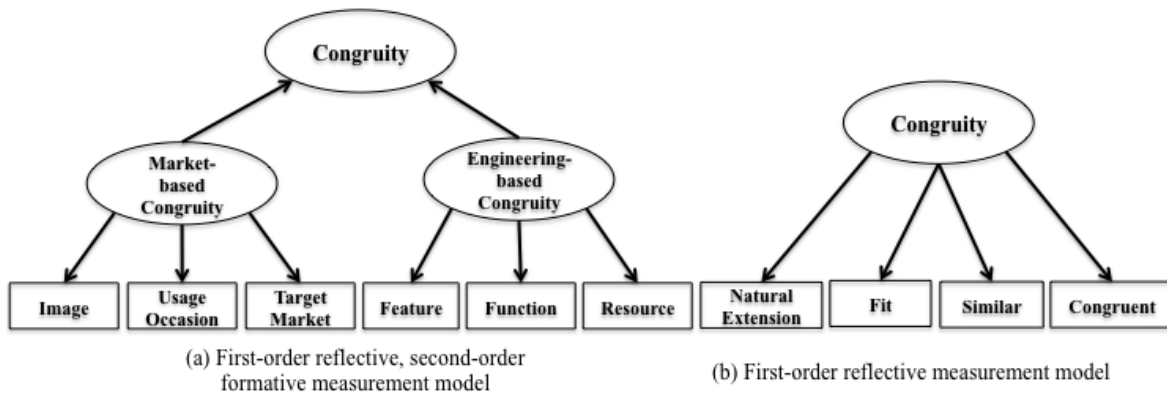 Congruity
Market-
based
Congruity
Engineering-
based
Congruity
Image
Usage
Occasion
Target
Market
Feature
Function
Resource
(a) First-order reflective, second-order
formative measurement model
Congruity
Natural
Extension
Fit
Similar
Congruent
(b) First-order reflective measurement model